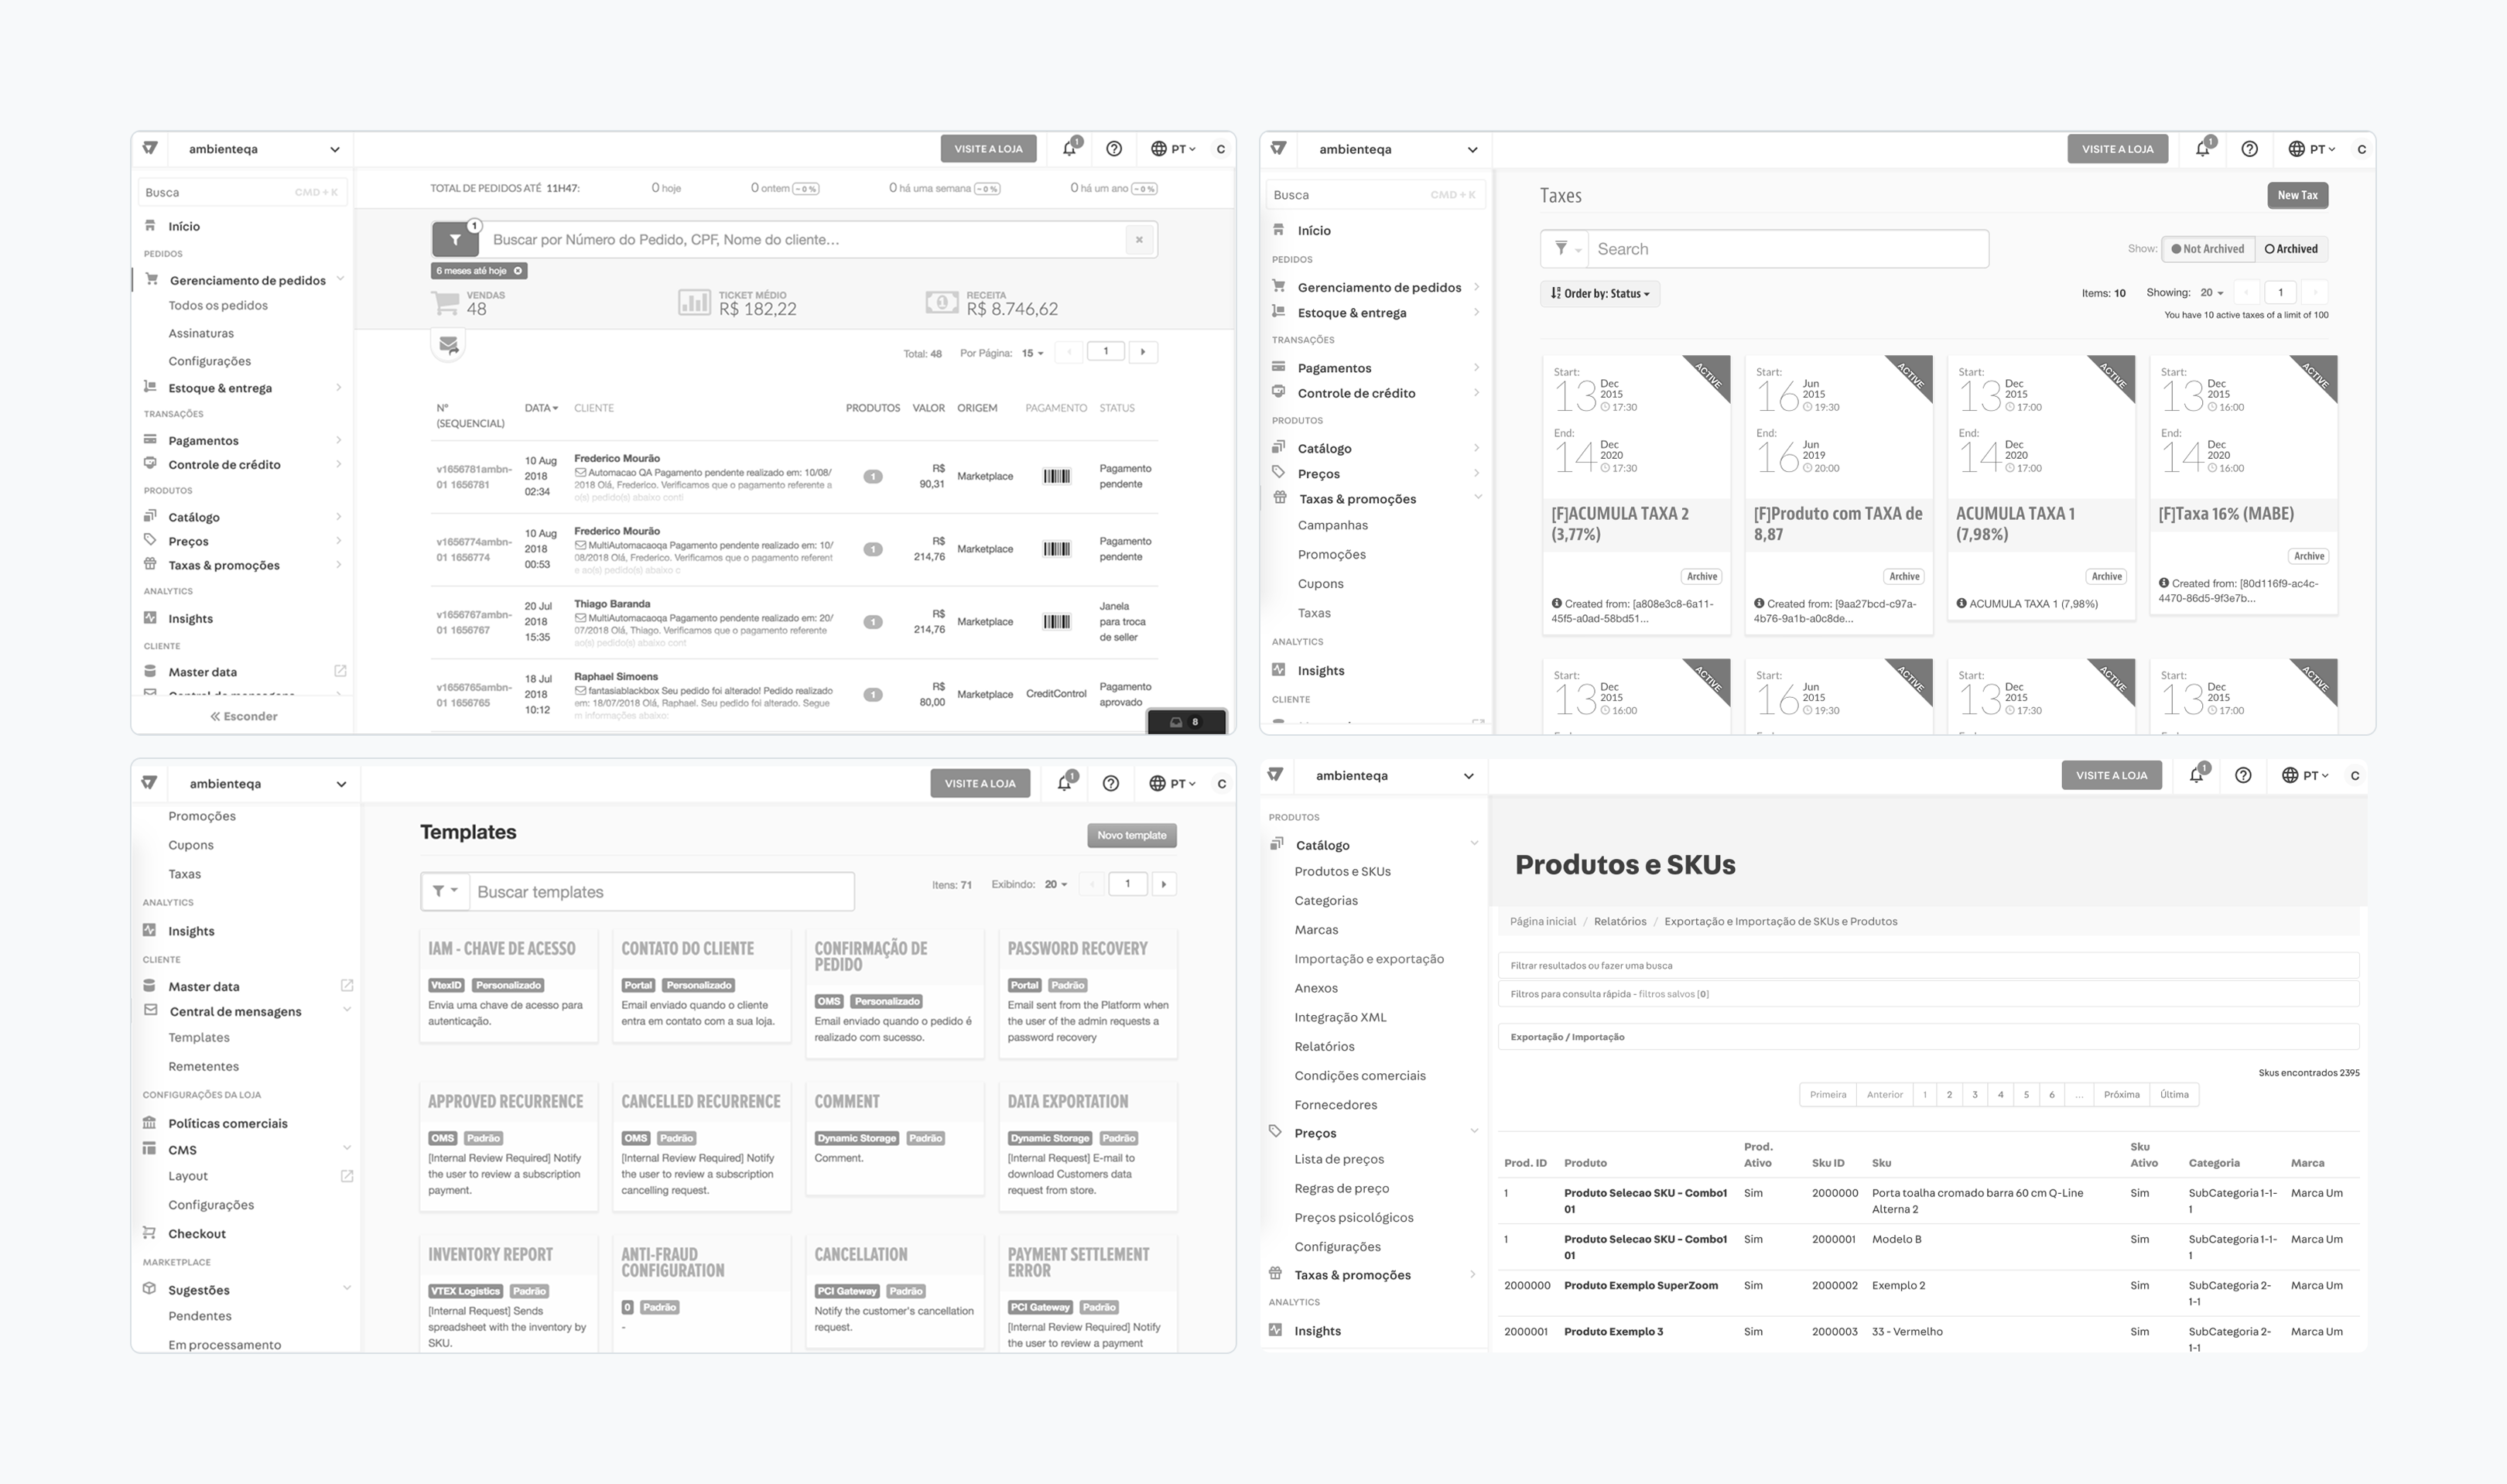 ambienteqa
VISITE A LOJA
1
PT
C
Busca
CMD + K
Início
PEDIDOS
Gerenciamento de pedidos
Todos os pedidos
Assinaturas
Configurações
Estoque & entrega
TRANSAÇÕES
Pagamentos
Controle de crédito
PRODUTOS
Catálogo
Preços
Taxas & promoções
ANALYTICS
Insights
CLIENTE
Master data
Central de mensagens
Esconder
TOTAL DE PEDIDOS ATÉ 11H47:
0 hoje
0 ontem ~ 0 %
0 há uma semana ~ 0 %
0 há um ano ~ 0 %
1
Buscar por Número do Pedido, CPF, Nome do cliente...
6 meses até hoje
VENDAS
48
TICKET MÉDIO
R$ 182,22
RECEITA
R$ 8.746,62
Total: 48 Por Página: 15 1
Nº (SEQUENCIAL) DATA CLIENTE PRODUTOS VALOR ORIGEM PAGAMENTO STATUS
v1656781ambn-
01 1656781
10 Aug
2018
02:34
Frederico Mourão
Automacao QA Pagamento pendente realizado em: 10/08/
2018 Olá, Frederico. Verificamos que o pagamento referente a
o(s) pedido(s) abaixo conti
1
R$
90,31
Marketplace
Pagamento
pendente
v1656774ambn-
01 1656774
10 Aug
2018
00:53
Frederico Mourão
MultiAutomacaoqa Pagamento pendente realizado em: 10/
08/2018 Olá, Frederico. Verificamos que o pagamento referent
e ao(s) pedido(s) abaixo c
1
R$
214,76
Marketplace
Pagamento
pendente
v1656767ambn-
01 1656767
20 Jul
2018
15:35
Thiago Baranda
MultiAutomacaoqa Pagamento pendente realizado em: 20/
07/2018 Olá, Thiago. Verificamos que o pagamento referente
ao(s) pedido(s) abaixo cont
1
R$
214,76
Marketplace
Janela
para troca
de seller
v1656765ambn-
01 1656765
18 Jul
2018
10:12
Raphael Simoens
fantasiablackbox Seu pedido foi alterado! Pedido realizado
em: 18/07/2018 Olá, Raphael. Seu pedido foi alterado. Segue
m informações abaixo:
1
R$
80,00
Marketplace
CreditControl
Pagamento
aprovado
8
ambienteqa
VISITE A LOJA
1
PT
C
Busca
CMD + K
Início
PEDIDOS
Gerenciamento de pedidos
Estoque & entrega
TRANSAÇÕES
Pagamentos
Controle de crédito
PRODUTOS
Catálogo
Preços
Taxas & promoções
Campanhas
Promoções
Cupons
Taxas
ANALYTICS
Insights
CLIENTE
Taxes
New Tax
Search
Show: Not Archived Archived
Order by: Status
Items: 10 Showing: 20 1
You have 10 active taxes of a limit of 100
ACTIVE
Start:
13 Dec 2015 17:30
End:
14 Dec 2020 17:30
[F]ACUMULA TAXA 2
(3,77%)
Archive
Created from: [a808e3c8-6a11-
45f5-a0ad-58bd51...
ACTIVE
Start:
16 Jun 2015 19:30
End:
16 Jun 2019 20:00
[F]Produto com TAXA de
8,87
Archive
Created from: [9aa27bcd-c97a-
4b76-9a1b-a0c8de...
ACTIVE
Start:
13 Dec 2015 17:00
End:
14 Dec 2020 17:00
ACUMULA TAXA 1
(7,98%)
Archive
ACUMULA TAXA 1 (7,98%)
ACTIVE
Start:
13 Dec 2015 16:00
End:
14 Dec 2020 16:00
[F]Taxa 16% (MABE)
Archive
Created from: [80d116f9-ac4c-
4470-86d5-9f3e7b...
ACTIVE
Start:
13 Dec 2015 16:00
ACTIVE
Start:
16 Jun 2015 19:30
ACTIVE
Start:
13 Dec 2015 17:30
ACTIVE
Start:
13 Dec 2015 17:00
ambienteqa
VISITE A LOJA
1
PT
C
Promoções
Cupons
Taxas
ANALYTICS
Insights
CLIENTE
Master data
Central de mensagens
Templates
Remetentes
CONFIGURAÇÕES DA LOJA
Políticas comerciais
CMS
Layout
Configurações
Checkout
MARKETPLACE
Sugestões
Pendentes
Em processamento
Templates
Novo template
Buscar templates
Itens: 71 Exibindo: 20 1
IAM - CHAVE DE ACESSO
VtexID Personalizado
Envia uma chave de acesso para
autenticação.
CONTATO DO CLIENTE
Portal Personalizado
Email enviado quando o cliente
entra em contato com a sua loja.
CONFIRMAÇÃO DE
PEDIDO
OMS Personalizado
Email enviado quando o pedido é
realizado com sucesso.
PASSWORD RECOVERY
Portal Padrão
Email sent from the Platform when
the user of the admin requests a
password recovery
APPROVED RECURRENCE
OMS Padrão
[Internal Review Required] Notify
the user to review a subscription
payment.
CANCELLED RECURRENCE
OMS Padrão
[Internal Review Required] Notify
the user to review a subscription
cancelling request.
COMMENT
Dynamic Storage Padrão
Comment.
DATA EXPORTATION
Dynamic Storage Padrão
[Internal Request] E-mail to
download Customers data
request from store.
INVENTORY REPORT
VTEX Logistics Padrão
[Internal Request] Sends
spreadsheet with the inventory by
SKU.
ANTI-FRAUD
CONFIGURATION
0 Padrão
-
CANCELLATION
PCI Gateway Padrão
Notify the customer's cancellation
request.
PAYMENT SETTLEMENT
ERROR
PCI Gateway Padrão
[Internal Review Required] Notify
the user to review a payment
ambienteqa
VISITE A LOJA
1
PT
C
PRODUTOS
Catálogo
Produtos e SKUs
Categorias
Marcas
Importação e exportação
Anexos
Integração XML
Relatórios
Condições comerciais
Fornecedores
Preços
Lista de preços
Regras de preço
Preços psicológicos
Configurações
Taxas & promoções
ANALYTICS
Insights
Produtos e SKUs
Página inicial / Relatórios / Exportação e Importação de SKUs e Produtos
Filtrar resultados ou fazer uma busca
Filtros para consulta rápida - filtros salvos [0]
Exportação / Importação
Skus encontrados 2395
Primeira Anterior 1 2 3 4 5 6 ... Próxima Última
Prod. ID Produto Prod. Ativo Sku ID Sku Sku Ativo Categoria Marca
1 Produto Selecao SKU - Combo1 01 Sim 2000000 Porta toalha cromado barra 60 cm Q-Line Alterna 2 Sim SubCategoria 1-1-1 Marca Um
1 Produto Selecao SKU - Combo1 01 Sim 2000001 Modelo B Sim SubCategoria 1-1-1 Marca Um
2000000 Produto Exemplo SuperZoom Sim 2000002 Exemplo 2 Sim SubCategoria 2-1-1 Marca Um
2000001 Produto Exemplo 3 Sim 2000003 33 - Vermelho Sim SubCategoria 2-1-1 Marca Um